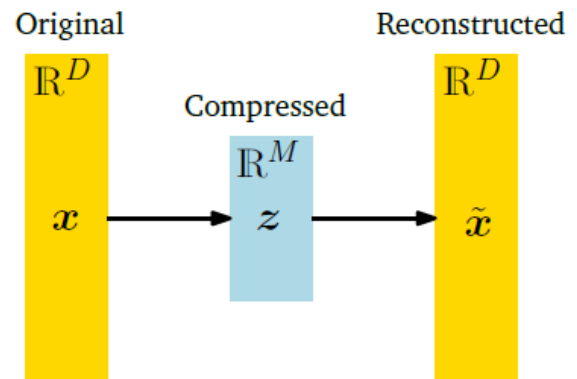 Original
Reconstructed
ℝ^D
ℝ^D
Compressed
ℝ^M
x
z
x̃